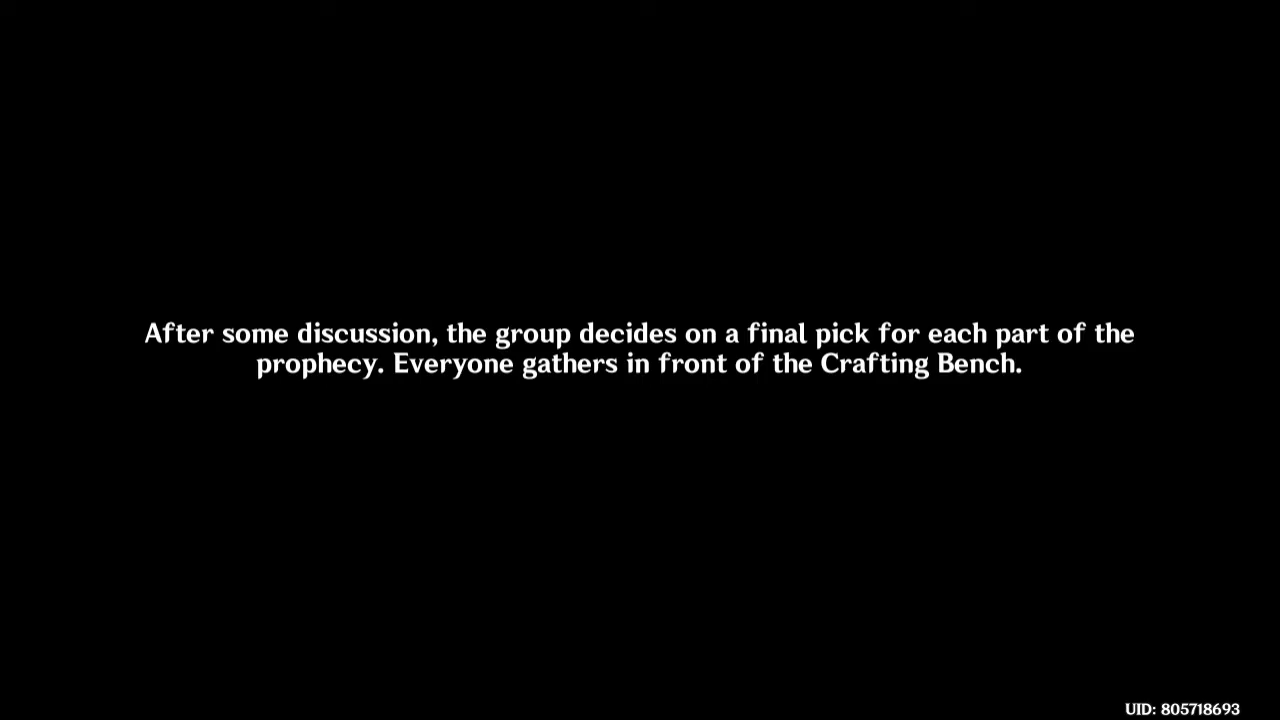 After some discussion, the group decides on a final pick for each part of the
prophecy. Everyone gathers in front of the Crafting Bench.
UID: 805718693